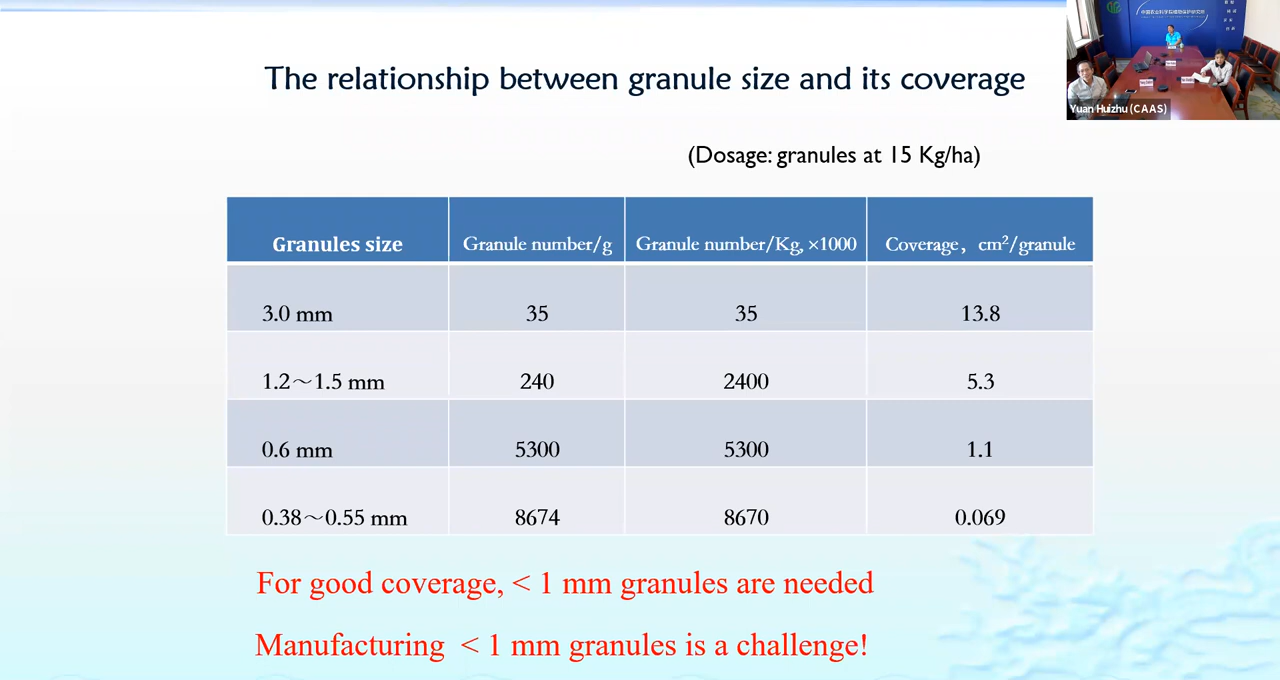 The relationship between granule size and its coverage
Yuan Huizhu (CAAS)
(Dosage: granules at 15 Kg/ha)
Granules size Granule number/g Granule number/Kg, ×1000 Coverage，cm²/granule
3.0 mm 35 35 13.8
1.2～1.5 mm 240 2400 5.3
0.6 mm 5300 5300 1.1
0.38～0.55 mm 8674 8670 0.069
For good coverage, < 1 mm granules are needed
Manufacturing < 1 mm granules is a challenge!